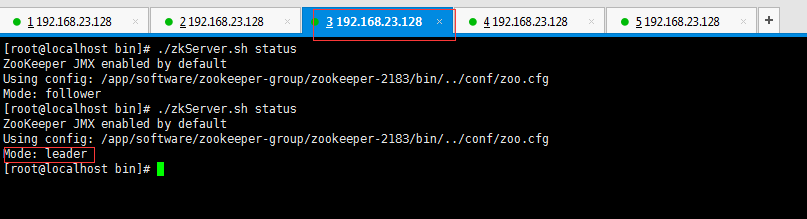 1 192.168.23.128 × 2 192.168.23.128 × 3 192.168.23.128 × 4 192.168.23.128 × 5 192.168.23.128 × +
[root@localhost bin]# ./zkServer.sh status
ZooKeeper JMX enabled by default
Using config: /app/software/zookeeper-group/zookeeper-2183/bin/../conf/zoo.cfg
Mode: follower
[root@localhost bin]# ./zkServer.sh status
ZooKeeper JMX enabled by default
Using config: /app/software/zookeeper-group/zookeeper-2183/bin/../conf/zoo.cfg
Mode: leader
[root@localhost bin]#